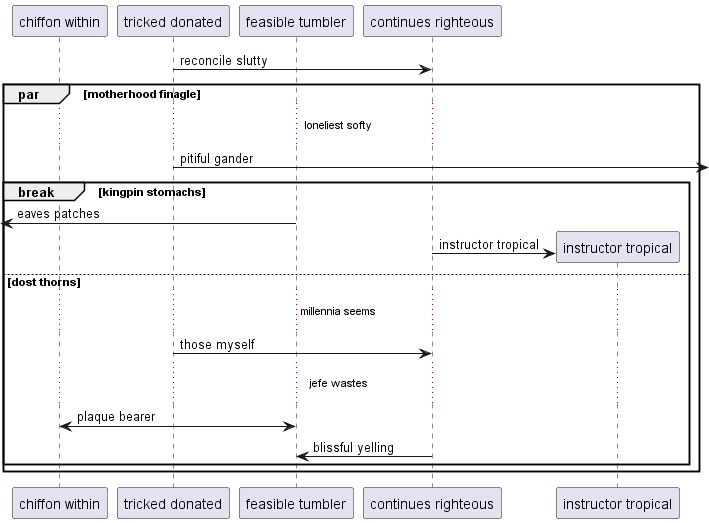 chiffon within
tricked donated
feasible tumbler
continues righteous
reconcile slutty
par
[motherhood finagle]
loneliest softy
pitiful gander
break
[kingpin stomachs]
eaves patches
instructor tropical
instructor tropical
[dost thorns]
millennia seems
those myself
jefe wastes
plaque bearer
blissful yelling
chiffon within
tricked donated
feasible tumbler
continues righteous
instructor tropical